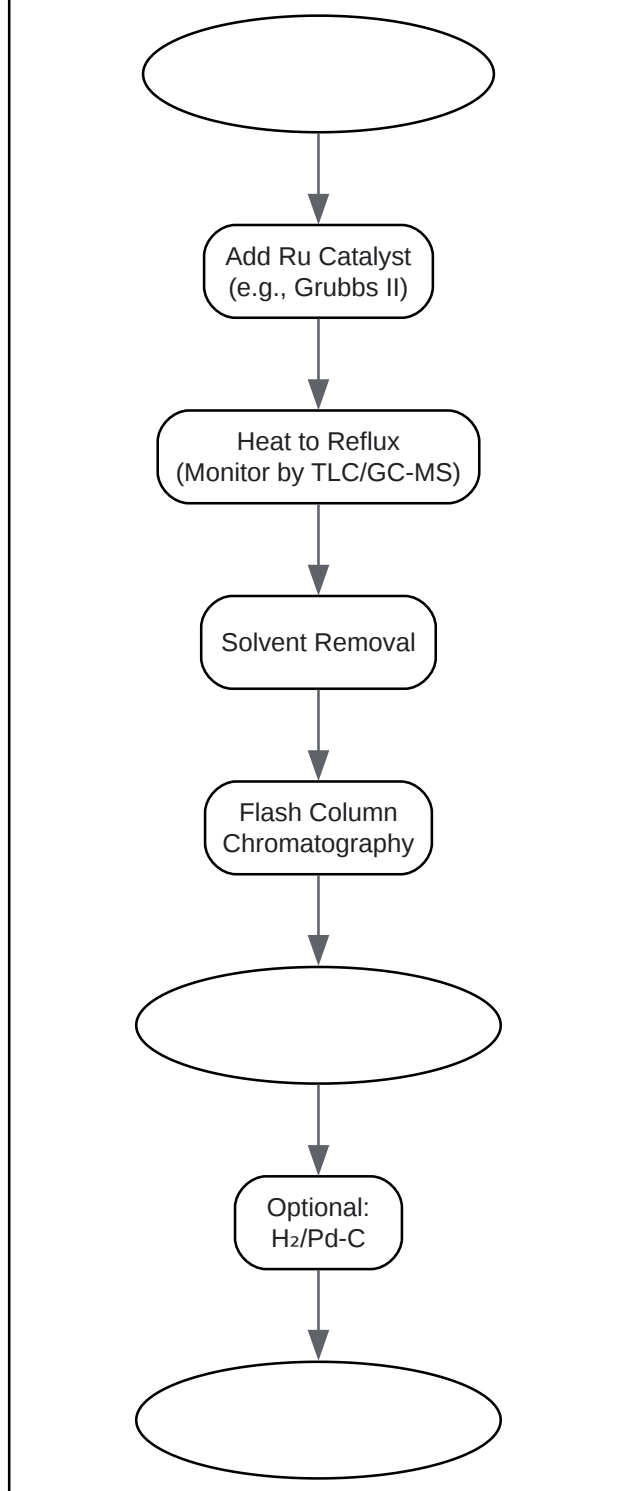 Add Ru Catalyst
(e.g., Grubbs II)
Heat to Reflux
(Monitor by TLC/GC-MS)
Solvent Removal
Flash Column
Chromatography
Optional:
H₂/Pd-C